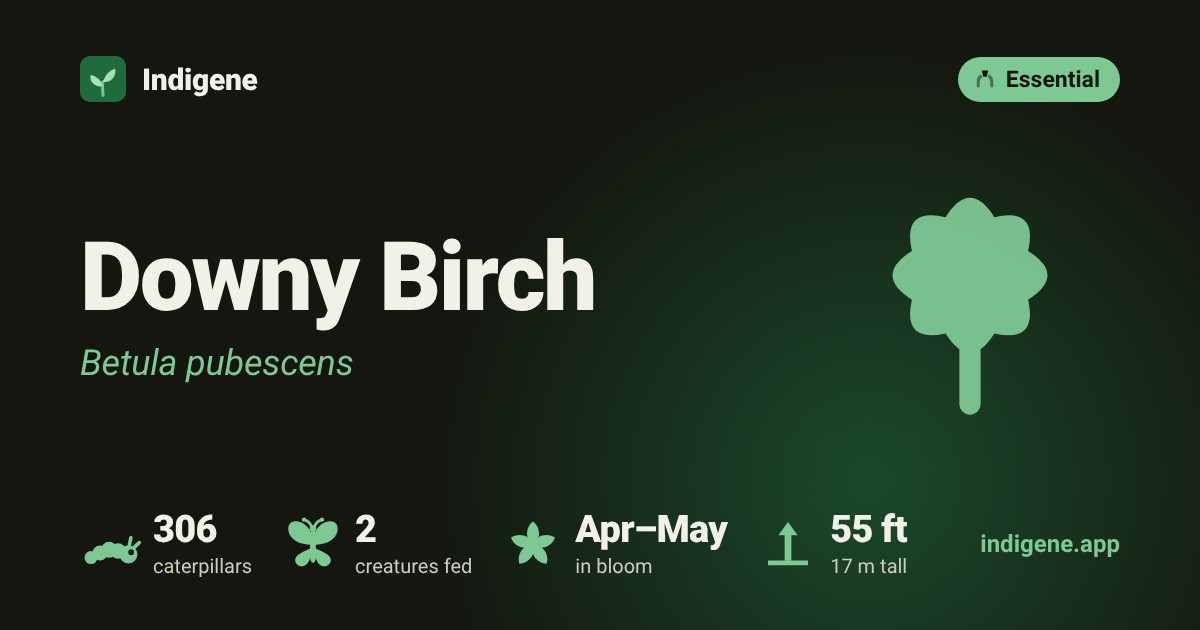 Indigene
Essential
Downy Birch
Betula pubescens
306
caterpillars
2
creatures fed
Apr–May
in bloom
55 ft
17 m tall
indigene.app